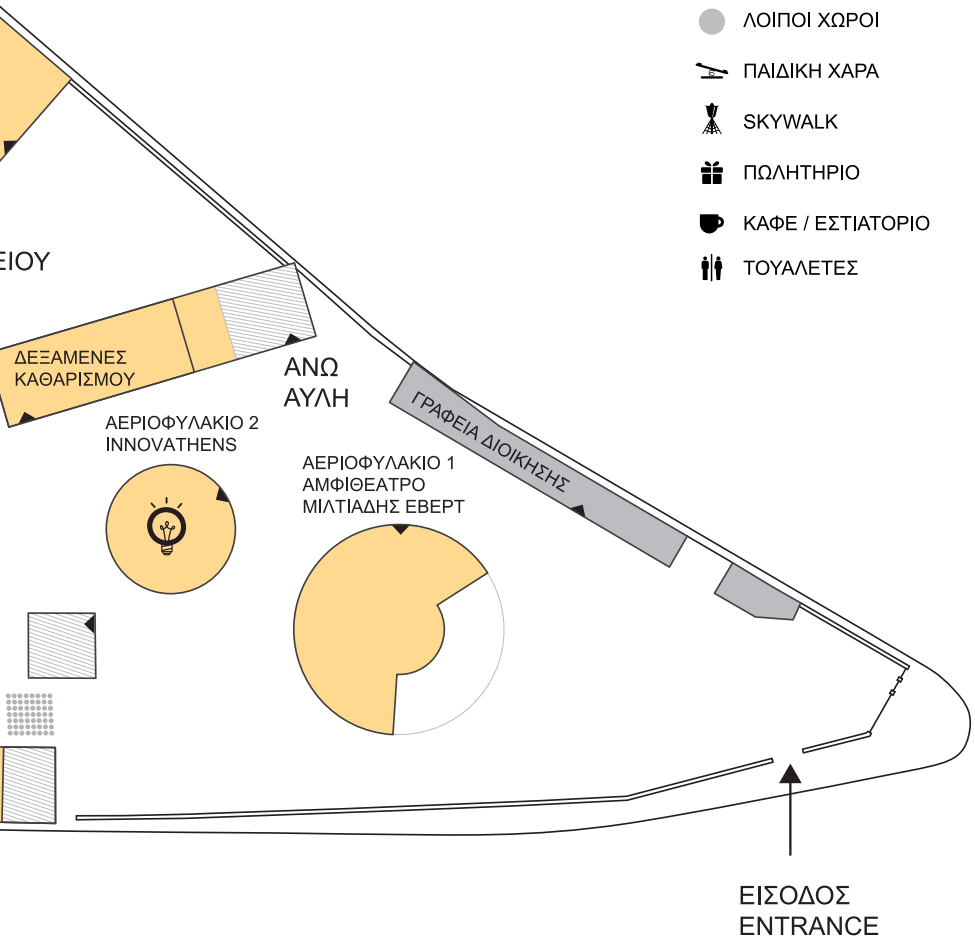 ΛΟΙΠΟΙ ΧΩΡΟΙ
ΠΑΙΔΙΚΗ ΧΑΡΑ
SKYWALK
ΠΩΛΗΤΗΡΙΟ
ΚΑΦΕ / ΕΣΤΙΑΤΟΡΙΟ
ΤΟΥΑΛΕΤΕΣ
ΕΙΟΥ
ΔΕΞΑΜΕΝΕΣ
ΚΑΘΑΡΙΣΜΟΥ
ΑΝΩ
ΑΥΛΗ
ΓΡΑΦΕΙΑ ΔΙΟΙΚΗΣΗΣ
ΑΕΡΙΟΦΥΛΑΚΙΟ 2
INNOVATHENS
ΑΕΡΙΟΦΥΛΑΚΙΟ 1
ΑΜΦΙΘΕΑΤΡΟ
ΜΙΛΤΙΑΔΗΣ ΕΒΕΡΤ
ΕΙΣΟΔΟΣ
ENTRANCE